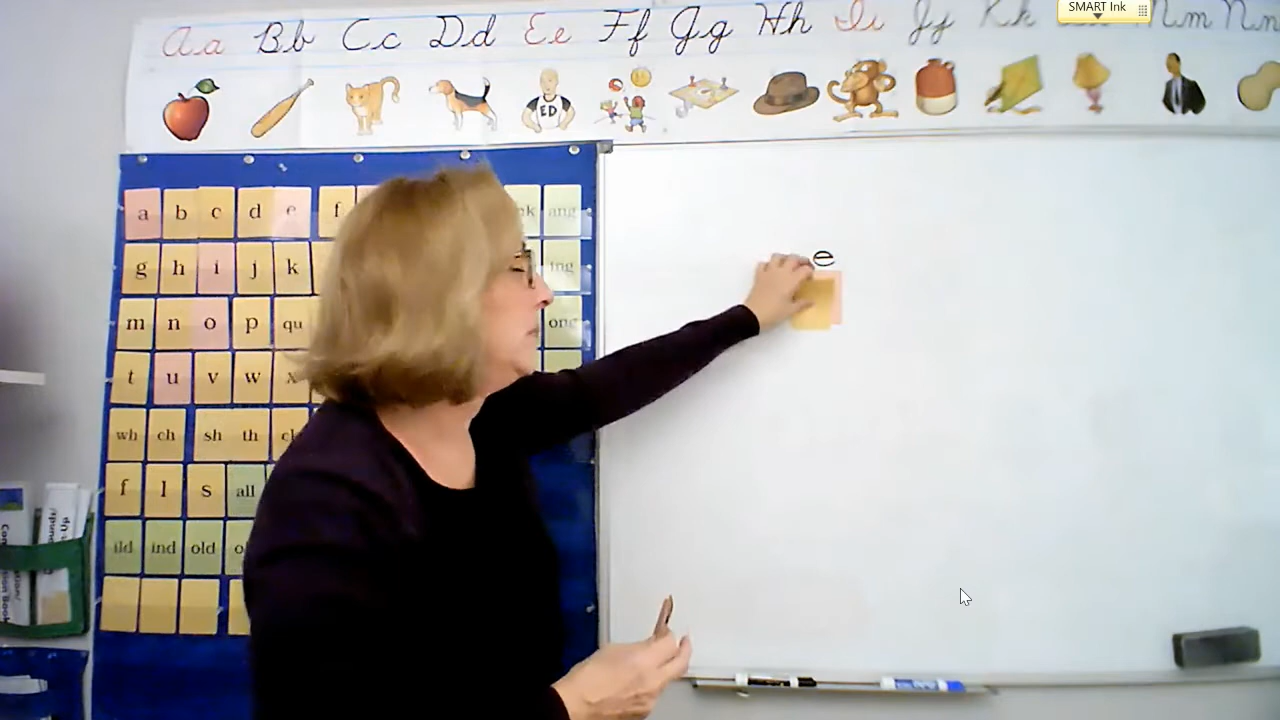 SMART Ink
Aa Bb Cc Dd Ee Ff Gg Hh Ii Jj Kk Mm Nn
ED
a b c d e f ang
g h i j k ing
m n o p qu ong
t u v w x
wh ch sh th
f l s all
ild ind old
e